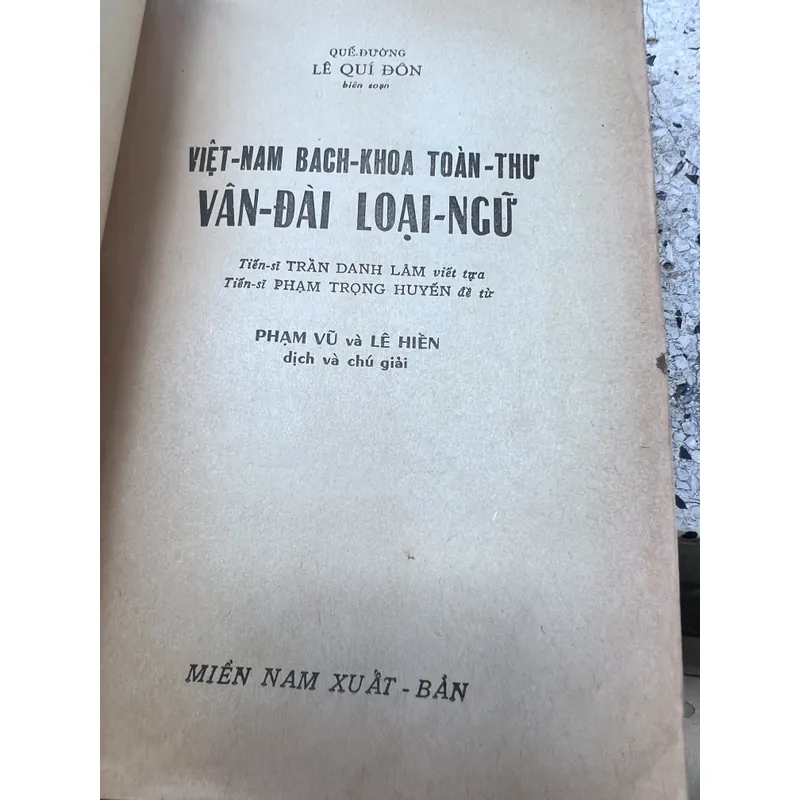 QUẾ-ĐƯỜNG
LÊ QUÍ ĐÔN
biên soạn
VIỆT-NAM BÁCH-KHOA TOÀN-THƯ
VÂN-ĐÀI LOẠI-NGỮ
Tiến-sĩ TRẦN DANH LÂM viết tựa
Tiến-sĩ PHẠM TRỌNG HUYẾN đề từ
PHẠM VŨ và LÊ HIỀN
dịch và chú giải
MIỀN NAM XUẤT-BẢN